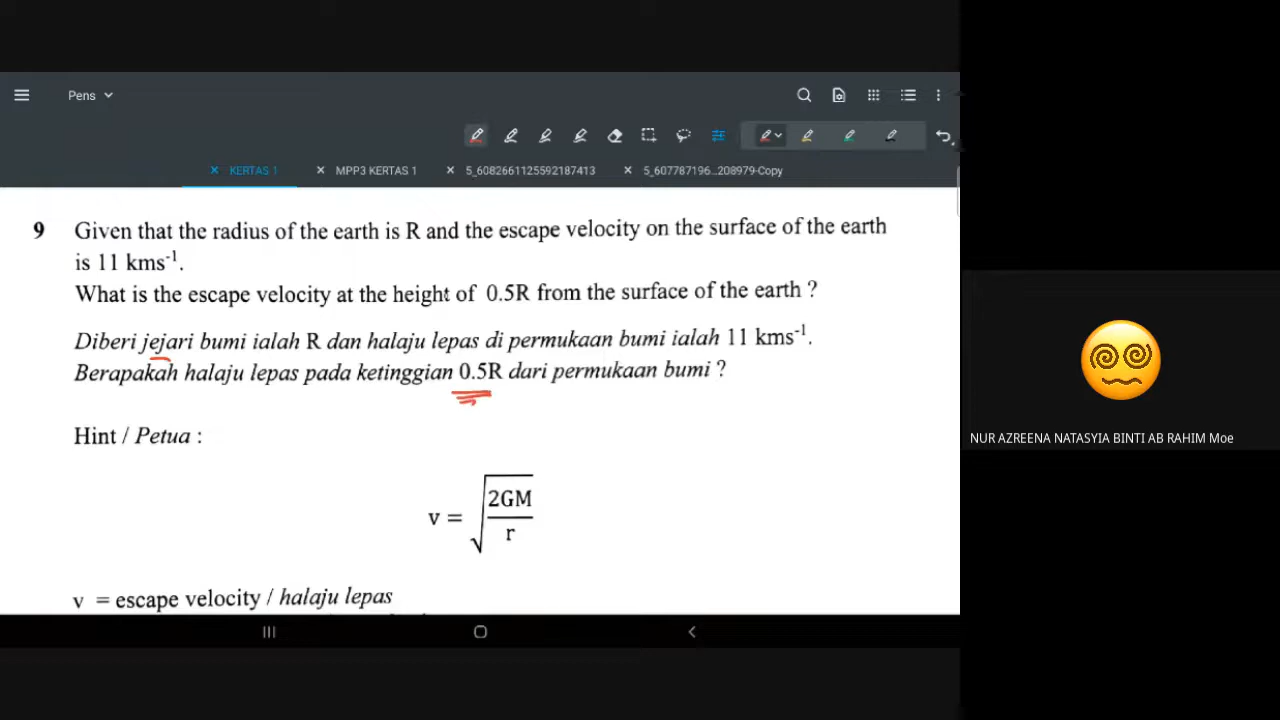 Pens
KERTAS 1
MPP3 KERTAS 1
5_6082661125592187413
5_607787196...208979-Copy
9 Given that the radius of the earth is R and the escape velocity on the surface of the earth
is 11 kms⁻¹.
What is the escape velocity at the height of 0.5R from the surface of the earth ?
Diberi jejari bumi ialah R dan halaju lepas di permukaan bumi ialah 11 kms⁻¹.
Berapakah halaju lepas pada ketinggian 0.5R dari permukaan bumi ?
Hint / Petua :
v = √(2GM/r)
v = escape velocity / halaju lepas
NUR AZREENA NATASYIA BINTI AB RAHIM Moe